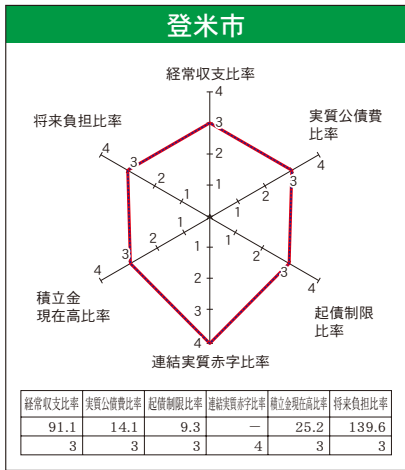 登米市
経常収支比率
実質公債費
比率
起債制限
比率
連結実質赤字比率
積立金
現在高比率
将来負担比率
4
3
2
1
4
3
2
1
4
3
2
1
1
2
3
4
4
3
2
1
4
3
2
1
経常収支比率 実質公債費比率 起債制限比率 連結実質赤字比率 積立金現在高比率 将来負担比率
91.1 14.1 9.3 － 25.2 139.6
3 3 3 4 3 3